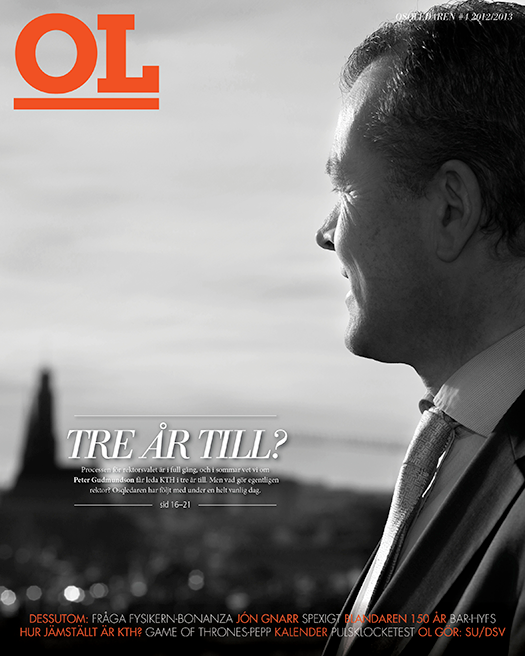 OSQLEDAREN #4 2012/2013
OL
TRE ÅR TILL?
Processen för rektorsvalet är i full gång, och i sommar vet vi om
Peter Gudmundson får leda KTH i tre år till. Men vad gör egentligen
rektor? Osqledaren har följt med under en helt vanlig dag.
sid 16–21
DESSUTOM: FRÅGA FYSIKERN-BONANZA JÓN GNARR SPEXIGT BLANDAREN 150 ÅR BAR-HYFS
HUR JÄMSTÄLLT ÄR KTH? GAME OF THRONES-PEPP KALENDER PULSKLOCKETEST OL GÖR: SU/DSV